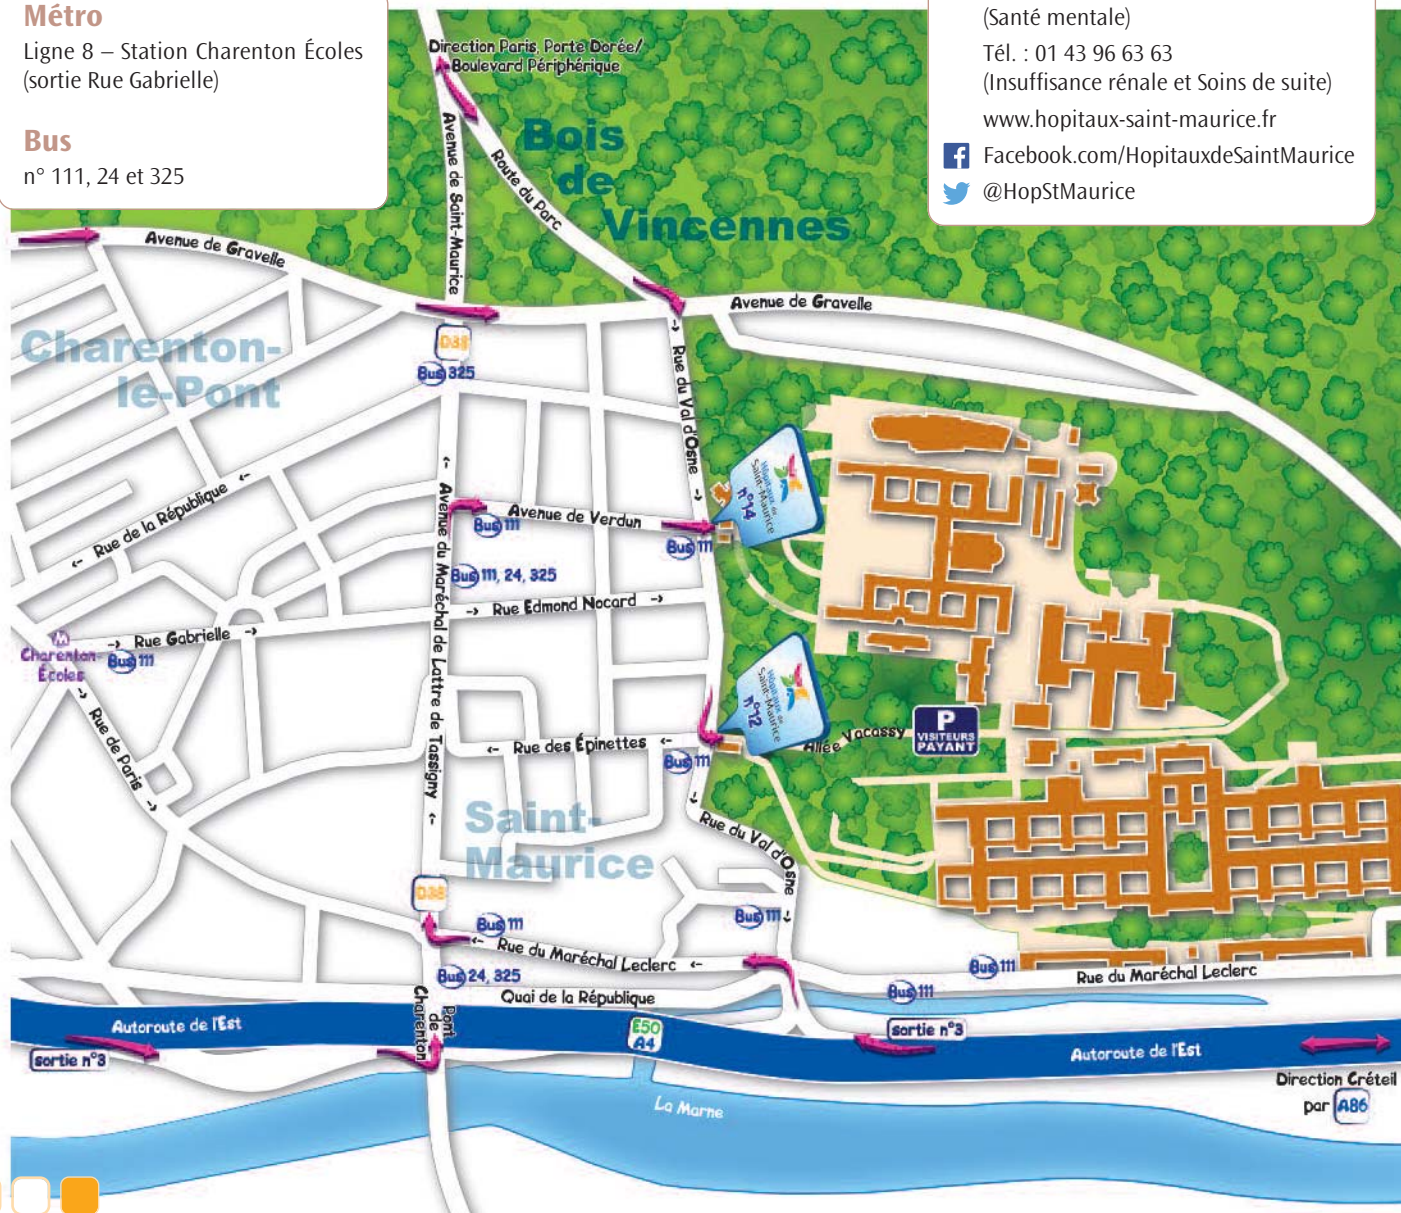 Métro
Ligne 8 – Station Charenton Écoles
(sortie Rue Gabrielle)
Bus
n° 111, 24 et 325
(Santé mentale)
Tél. : 01 43 96 63 63
(Insuffisance rénale et Soins de suite)
www.hopitaux-saint-maurice.fr
Facebook.com/HopitauxdeSaintMaurice
@HopStMaurice
Direction Paris, Porte Dorée/
Boulevard Périphérique
Bois
de
Vincennes
Avenue de Saint-Maurice
Route du Parc
Avenue de Gravelle
Avenue de Gravelle
Charenton-
le-Pont
D38
Bus 325
Rue du Val d'Osne
Hôpitaux de
Saint-Maurice
n°14
Rue de la République
Avenue de Verdun
Bus 111
Bus 111
Avenue du Maréchal de Lattre de Tassigny
Bus 111, 24, 325
Rue Edmond Nocard
M
Charenton-
Écoles
Rue Gabrielle
Bus 111
Hôpitaux de
Saint-Maurice
n°12
Rue de Paris
Rue des Épinettes
Bus 111
Allée Vacassy
P
VISITEURS
PAYANT
Saint-
Maurice
Rue du Val d'Osne
D38
Bus 111
Bus 111
Rue du Maréchal Leclerc
Bus 24, 325
Bus 111
Rue du Maréchal Leclerc
Bus 111
Quai de la République
Pont
de
Charenton
Autoroute de l'Est
sortie n°3
E50
A4
sortie n°3
Autoroute de l'Est
Direction Créteil
par A86
La Marne